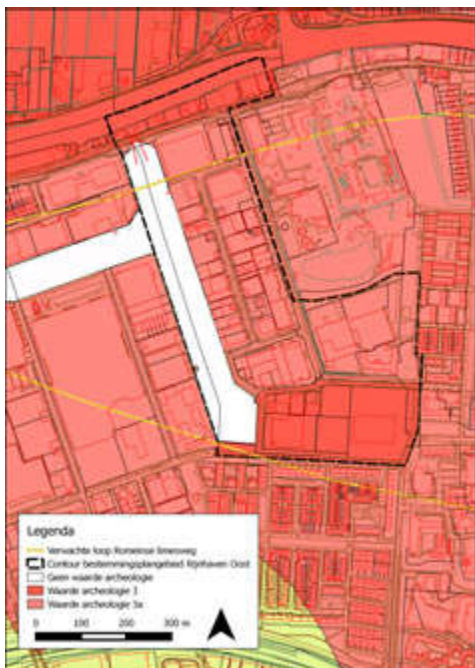 Legenda
Verwachte loop Romeinse limesweg
Contour bestemmingsplangebied Rijnhaven Oost
Geen waarde archeologie
Waarde archeologie 3
Waarde archeologie 5a
0 100 200 300 m